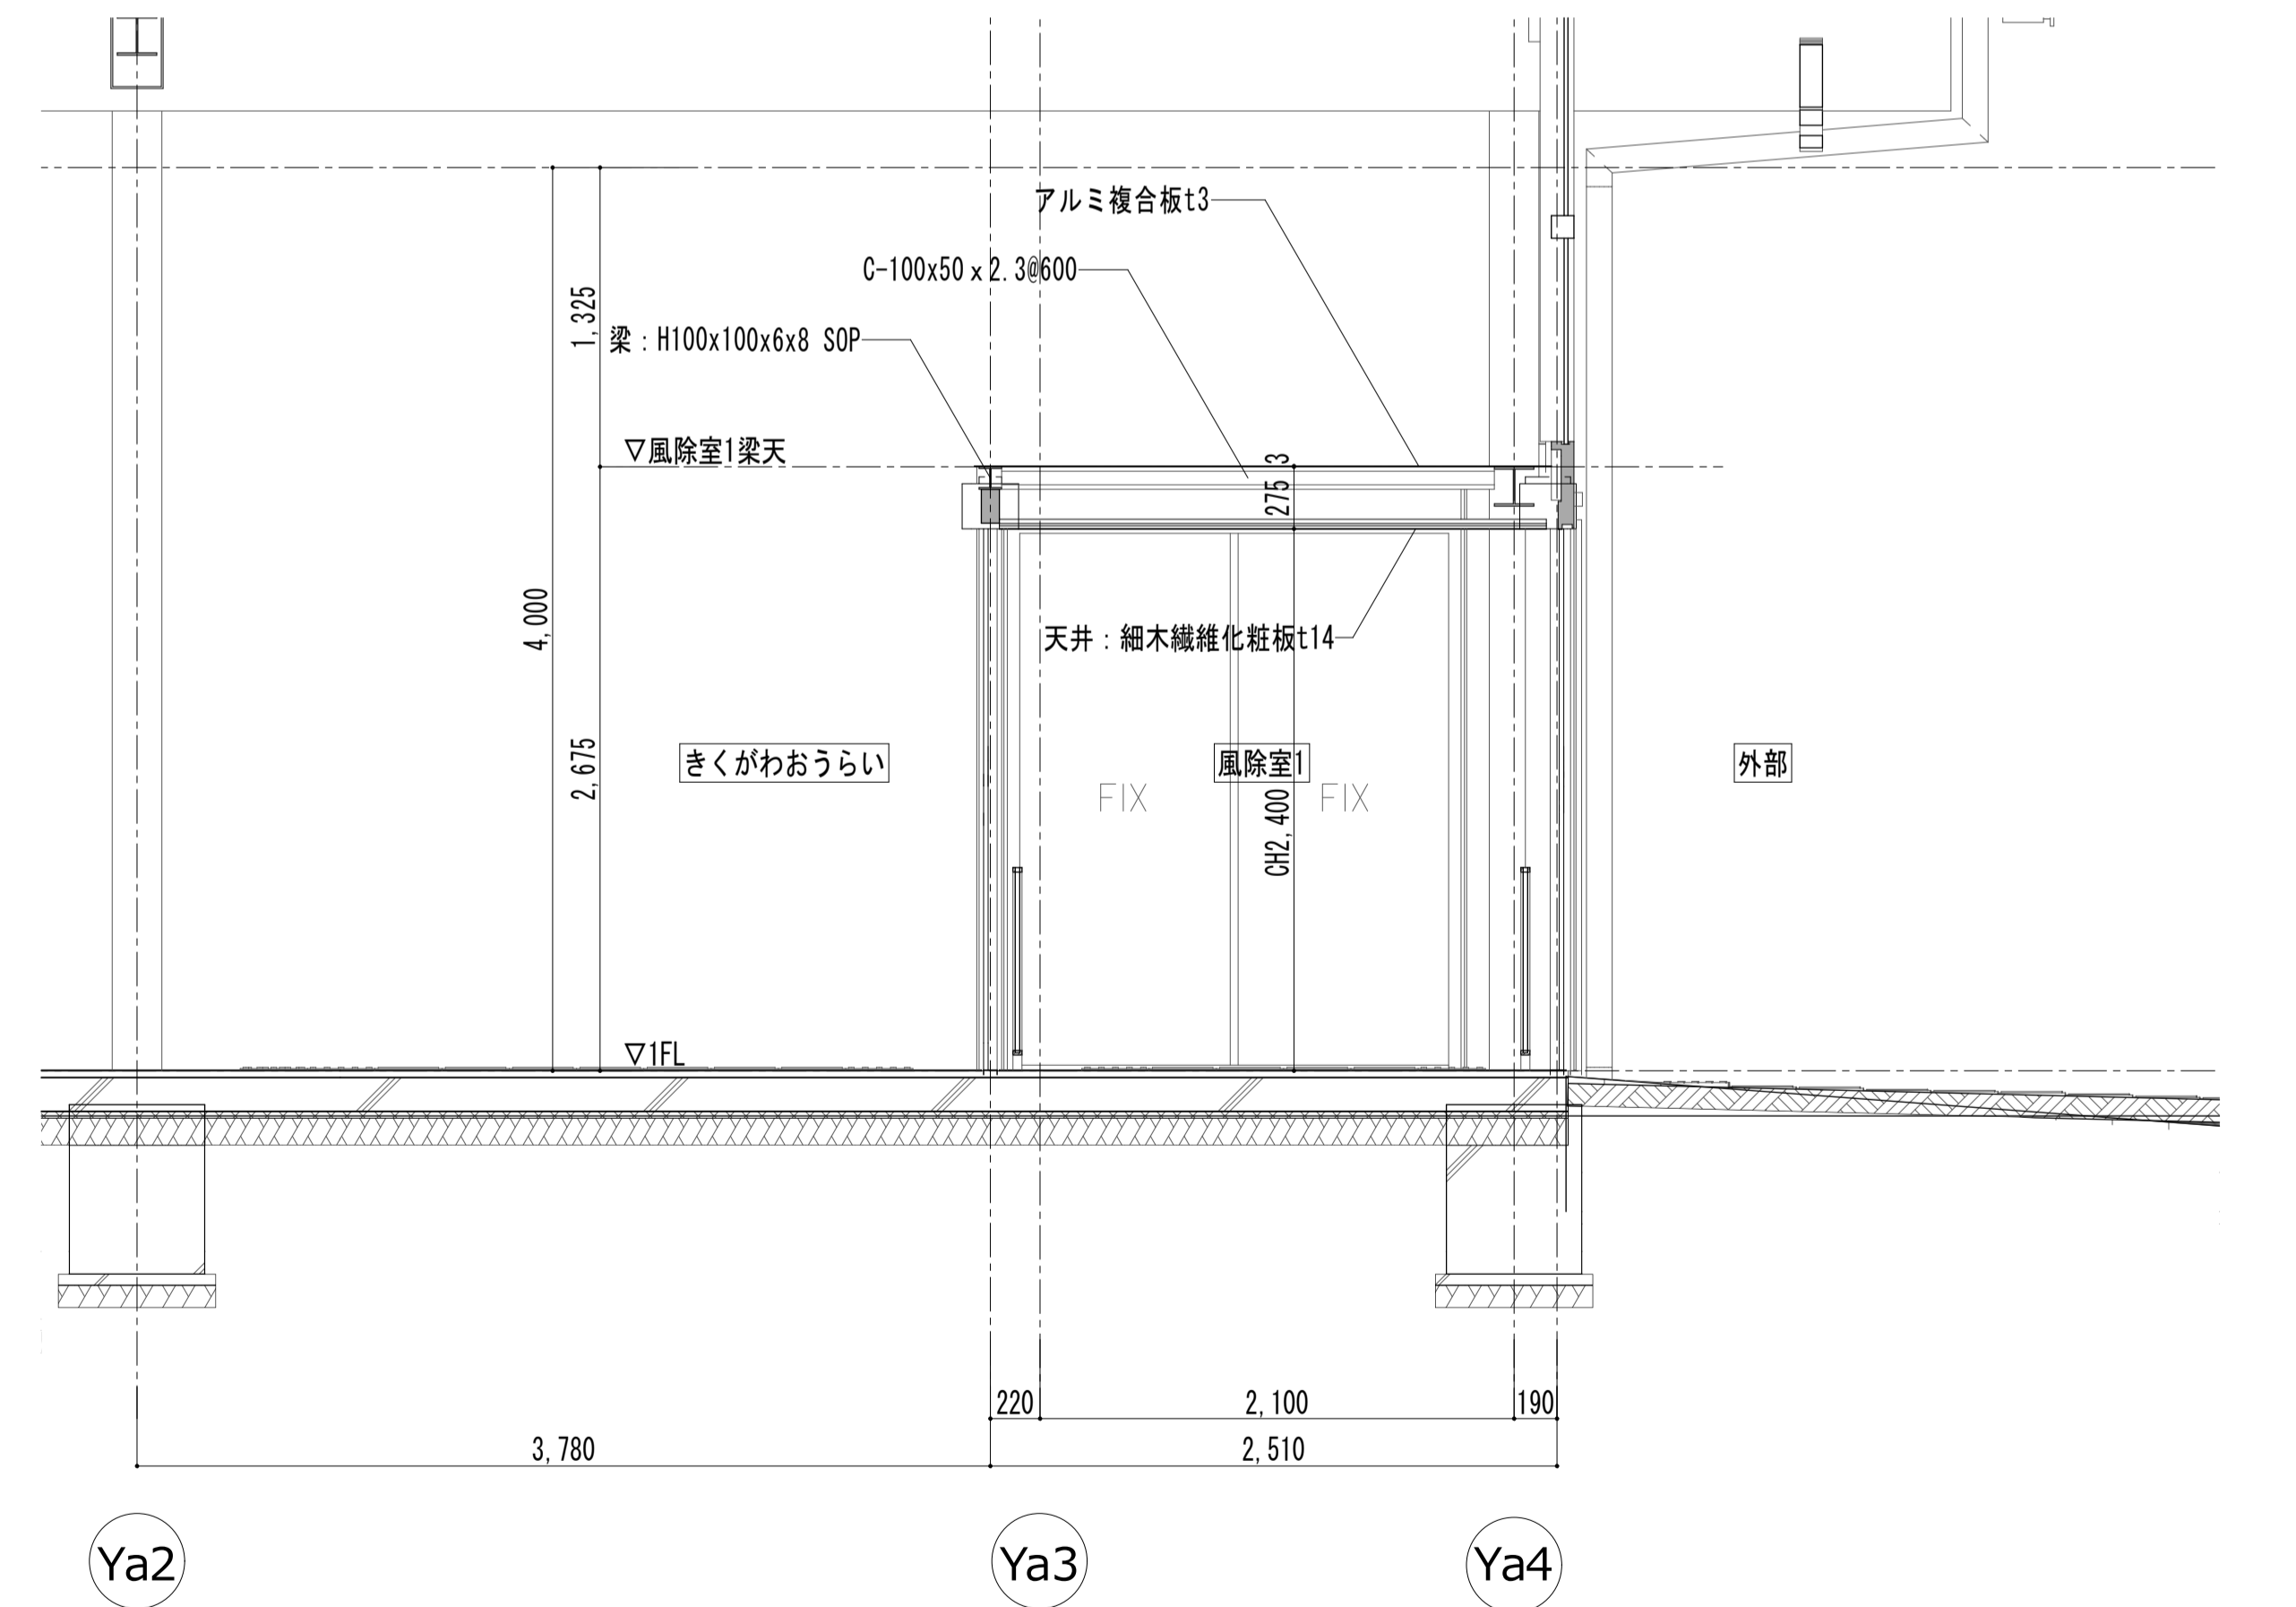 アルミ複合板t3
C-100x50x2.3@600
1,325
梁：H100x100x6x8 SOP
▽風除室1梁天
3
275
4,000
天井：細木繊維化粧板t14
2,675
きくがわおうらい
風除室1
外部
FIX
FIX
CH2,400
▽1FL
220
2,100
190
3,780
2,510
Ya2
Ya3
Ya4